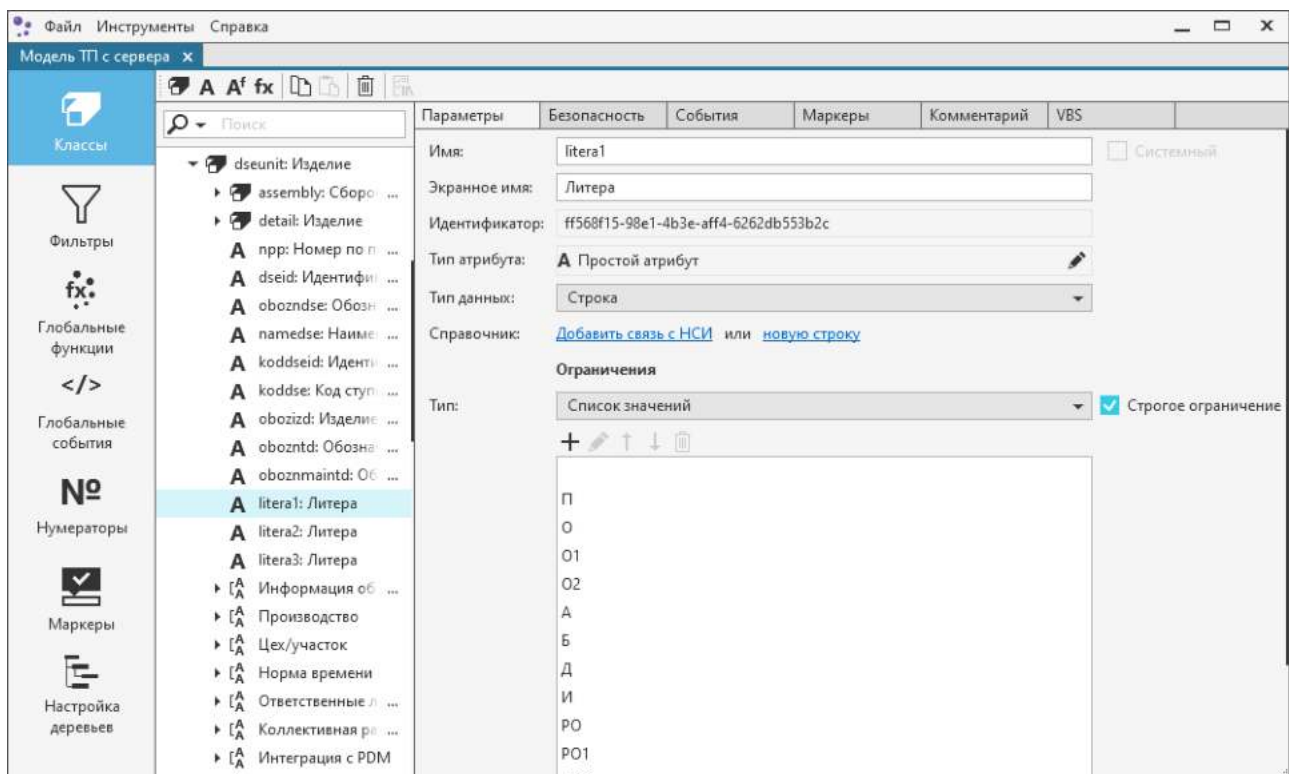 Файл Инструменты Справка
Модель ТП с сервера x
A Af fx
Классы
Фильтры
Глобальные
функции
Глобальные
события
Нумераторы
Маркеры
Настройка
деревьев
Поиск
dseunit: Изделие
assembly: Сборо ...
detail: Изделие
npp: Номер по п ...
dseid: Идентифи ...
obozndse: Обозн ...
namedse: Наиме ...
koddseid: Иденти ...
koddse: Код ступ ...
obozizd: Изделие ...
obozntd: Обозна ...
oboznmaintd: Об ...
litera1: Литера
litera2: Литера
litera3: Литера
Информация об ...
Производство
Цех/участок
Норма времени
Ответственные л ...
Коллективная ра ...
Интеграция с PDM
Параметры Безопасность События Маркеры Комментарий VBS
Имя: litera1 Системный
Экранное имя: Литера
Идентификатор: ff568f15-98e1-4b3e-aff4-6262db553b2c
Тип атрибута: A Простой атрибут
Тип данных: Строка
Справочник: Добавить связь с НСИ или новую строку
Ограничения
Тип: Список значений Строгое ограничение
П
О
О1
О2
А
Б
Д
И
РО
РО1